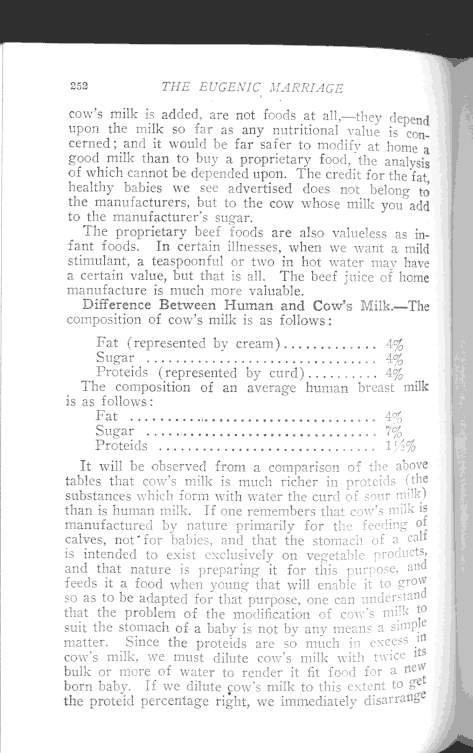 252 THE EUGENIC MARRIAGE
cow's milk is added, are not foods at all,—they depend
upon the milk so far as any nutritional value is con-
cerned; and it would be far safer to modify at home a
good milk than to buy a proprietary food, the analysis
of which cannot be depended upon. The credit for the fat,
healthy babies we see advertised does not belong to
the manufacturers, but to the cow whose milk you add
to the manufacturer's sugar.
The proprietary beef foods are also valueless as in-
fant foods. In certain illnesses, when we want a mild
stimulant, a teaspoonful or two in hot water may have
a certain value, but that is all. The beef juice of home
manufacture is much more valuable.
Difference Between Human and Cow's Milk.—The
composition of cow's milk is as follows:
Fat (represented by cream)............. 4%
Sugar ................................ 4%
Proteids (represented by curd).......... 4%
The composition of an average human breast milk
is as follows:
Fat .................................. 4%
Sugar ................................ 7%
Proteids .............................. 1½%
It will be observed from a comparison of the above
tables that cow's milk is much richer in proteids (the
substances which form with water the curd of sour milk)
than is human milk. If one remembers that cow's milk is
manufactured by nature primarily for the feeding of
calves, not for babies, and that the stomach of a calf
is intended to exist exclusively on vegetable products,
and that nature is preparing it for this purpose, and
feeds it a food when young that will enable it to grow
so as to be adapted for that purpose, one can understand
that the problem of the modification of cow's milk to
suit the stomach of a baby is not by any means a simple
matter. Since the proteids are so much in excess in
cow's milk, we must dilute cow's milk with twice its
bulk or more of water to render it fit food for a new
born baby. If we dilute cow's milk to this extent to get
the proteid percentage right, we immediately disarrange